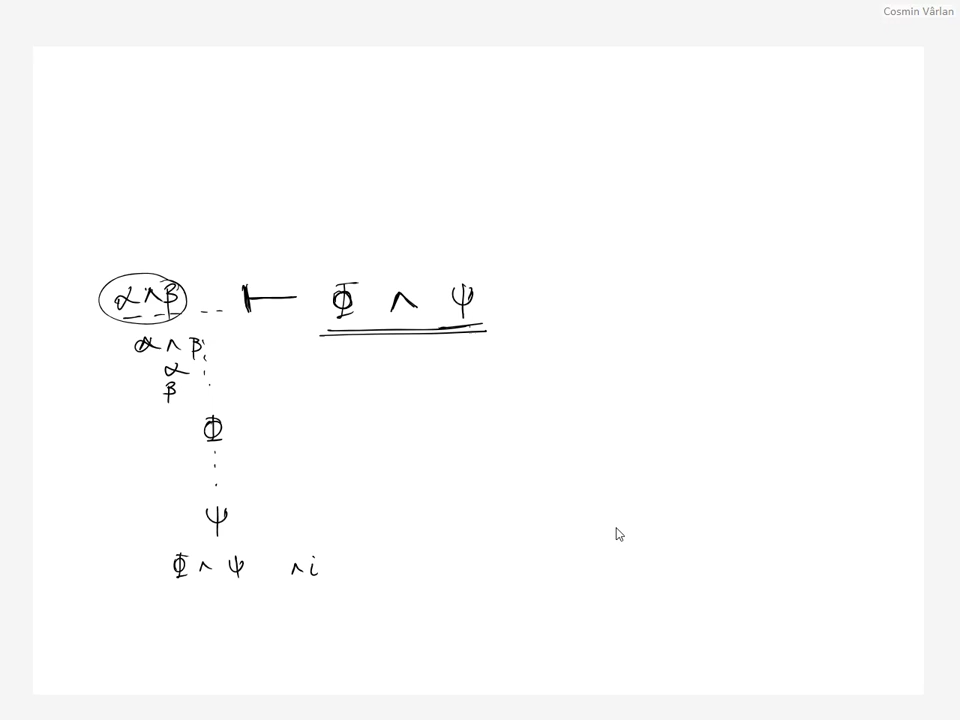 Cosmin Vârlan
α ∧ β ... ⊢ Φ ∧ Ψ
α ∧ β
α
β
Φ
Ψ
Φ ∧ Ψ ∧i